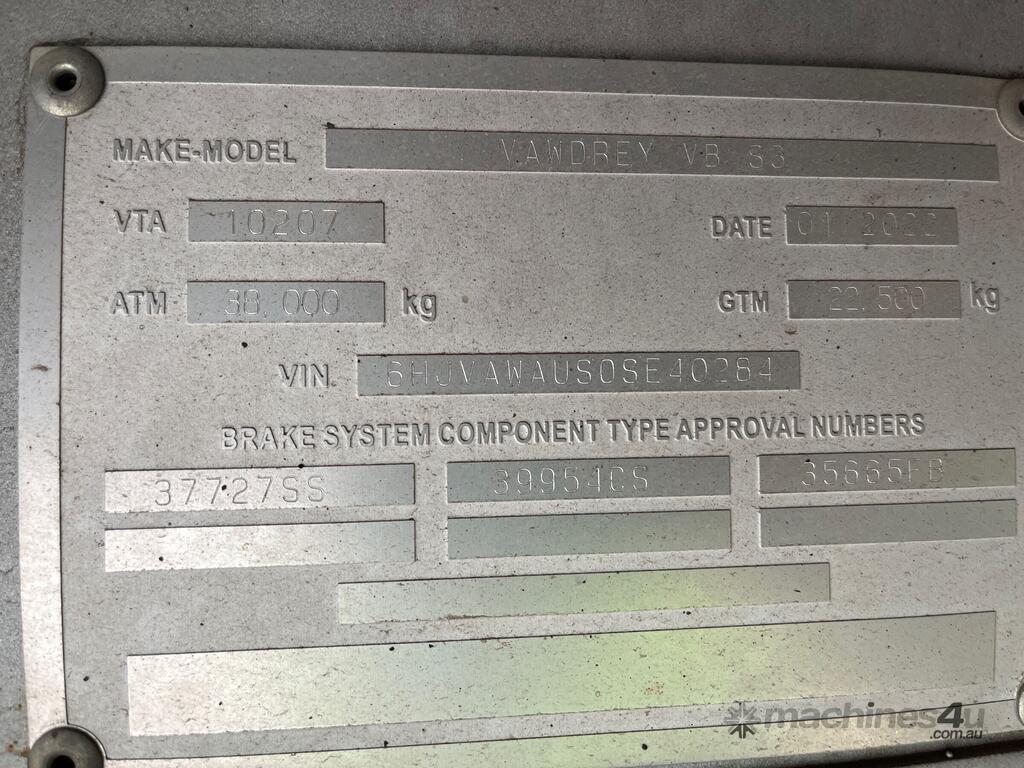 MAKE-MODEL VAWDREY VB S3
VTA 10207 DATE 01/2022
ATM 38 000 kg GTM 22,500 kg
VIN 6HJVAWAUS0SE40284
BRAKE SYSTEM COMPONENT TYPE APPROVAL NUMBERS
37727SS 39954CS 35665FB
machines4u
.com.au